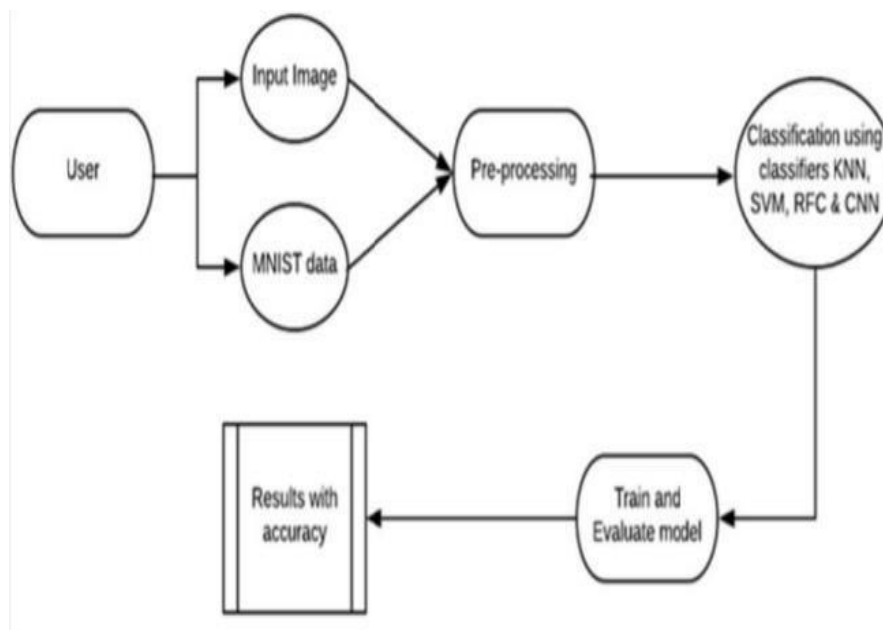 Input Image
User
Pre-processing
MNIST data
Classification using
classifiers KNN,
SVM, RFC & CNN
Results with
accuracy
Train and
Evaluate model